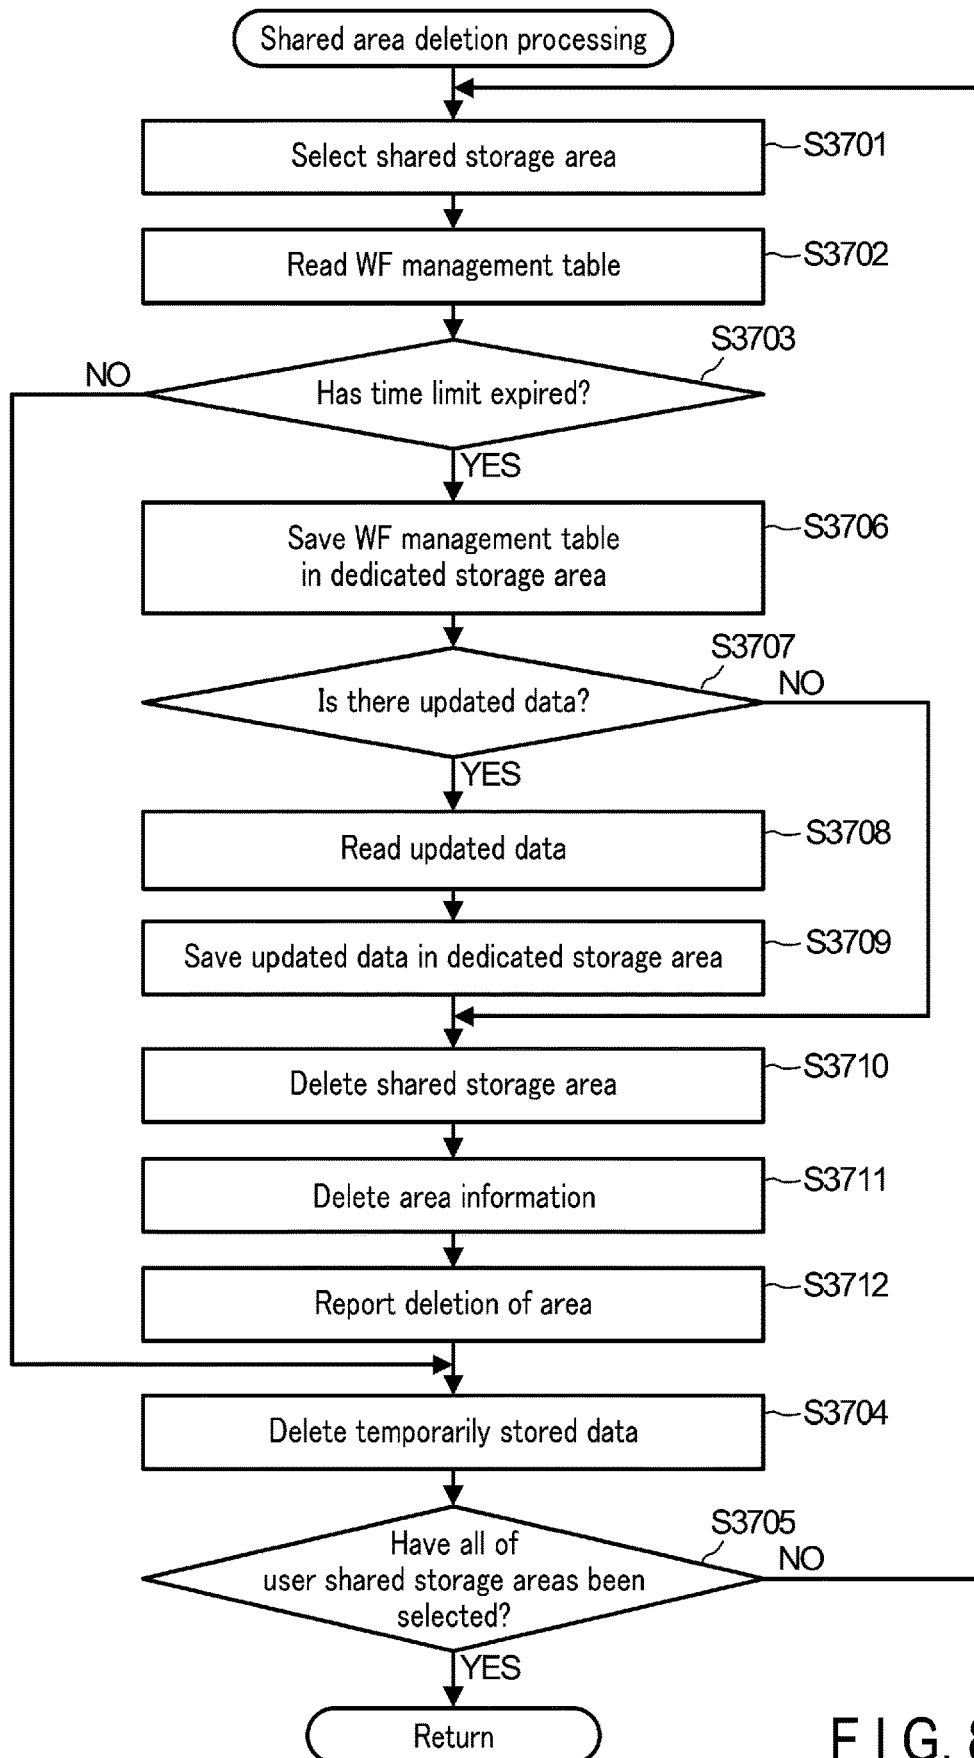 Shared area deletion processing
Select shared storage area
S3701
Read WF management table
S3702
S3703
NO
Has time limit expired?
YES
Save WF management table
in dedicated storage area
S3706
S3707
Is there updated data?
NO
YES
Read updated data
S3708
Save updated data in dedicated storage area
S3709
Delete shared storage area
S3710
Delete area information
S3711
Report deletion of area
S3712
Delete temporarily stored data
S3704
S3705
Have all of
user shared storage areas been
selected?
NO
YES
Return
FIG. 8